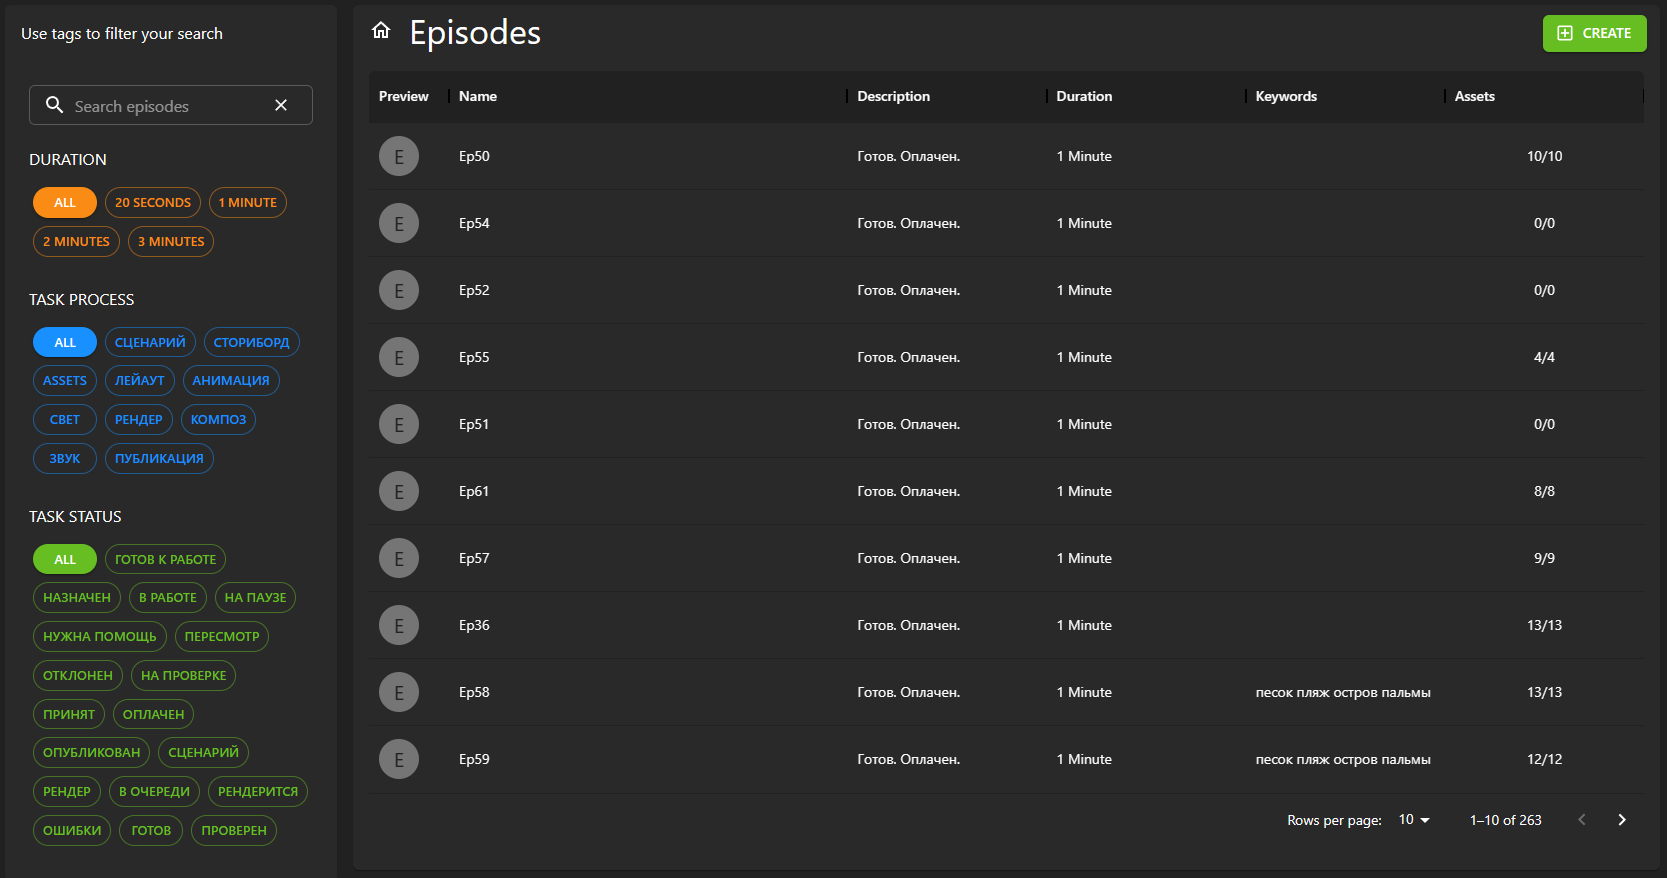 Use tags to filter your search
Search episodes
DURATION
ALL 20 SECONDS 1 MINUTE
2 MINUTES 3 MINUTES
TASK PROCESS
ALL СЦЕНАРИЙ СТОРИБОРД
ASSETS ЛЕЙАУТ АНИМАЦИЯ
СВЕТ РЕНДЕР КОМПОЗ
ЗВУК ПУБЛИКАЦИЯ
TASK STATUS
ALL ГОТОВ К РАБОТЕ
НАЗНАЧЕН В РАБОТЕ НА ПАУЗЕ
НУЖНА ПОМОЩЬ ПЕРЕСМОТР
ОТКЛОНЕН НА ПРОВЕРКЕ
ПРИНЯТ ОПЛАЧЕН
ОПУБЛИКОВАН СЦЕНАРИЙ
РЕНДЕР В ОЧЕРЕДИ РЕНДЕРИТСЯ
ОШИБКИ ГОТОВ ПРОВЕРЕН
Episodes
CREATE
Preview Name Description Duration Keywords Assets
E Ep50 Готов. Оплачен. 1 Minute 10/10
E Ep54 Готов. Оплачен. 1 Minute 0/0
E Ep52 Готов. Оплачен. 1 Minute 0/0
E Ep55 Готов. Оплачен. 1 Minute 4/4
E Ep51 Готов. Оплачен. 1 Minute 0/0
E Ep61 Готов. Оплачен. 1 Minute 8/8
E Ep57 Готов. Оплачен. 1 Minute 9/9
E Ep36 Готов. Оплачен. 1 Minute 13/13
E Ep58 Готов. Оплачен. 1 Minute песок пляж остров пальмы 13/13
E Ep59 Готов. Оплачен. 1 Minute песок пляж остров пальмы 12/12
Rows per page: 10 1–10 of 263